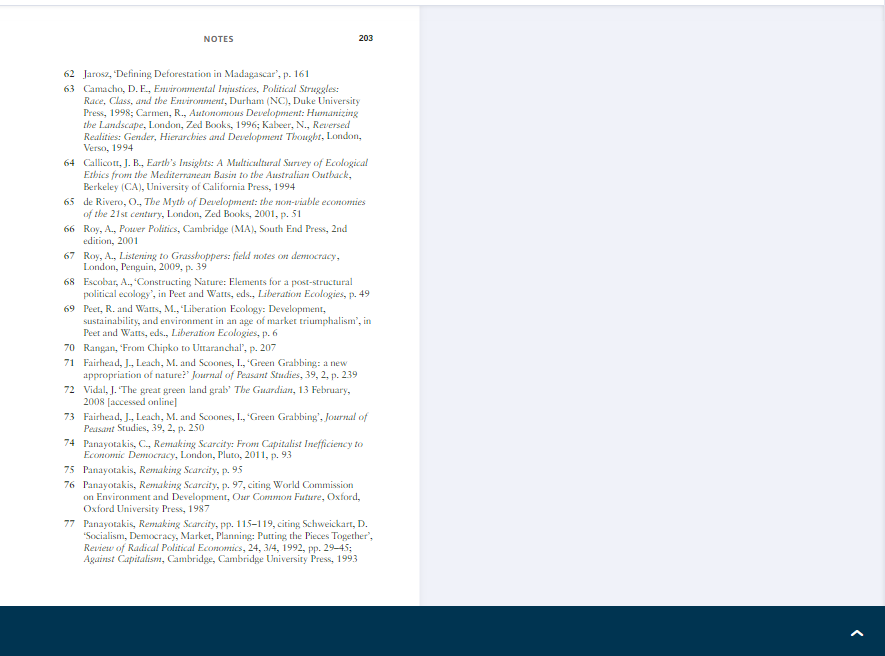 NOTES 203
62 Jarosz, ‘Defining Deforestation in Madagascar’, p. 161
63 Camacho, D. E., Environmental Injustices, Political Struggles:
Race, Class, and the Environment, Durham (NC), Duke University
Press, 1998; Carmen, R., Autonomous Development: Humanizing
the Landscape, London, Zed Books, 1996; Kabeer, N., Reversed
Realities: Gender, Hierarchies and Development Thought, London,
Verso, 1994
64 Callicott, J. B., Earth’s Insights: A Multicultural Survey of Ecological
Ethics from the Mediterranean Basin to the Australian Outback,
Berkeley (CA), University of California Press, 1994
65 de Rivero, O., The Myth of Development: the non-viable economies
of the 21st century, London, Zed Books, 2001, p. 51
66 Roy, A., Power Politics, Cambridge (MA), South End Press, 2nd
edition, 2001
67 Roy, A., Listening to Grasshoppers: field notes on democracy,
London, Penguin, 2009, p. 39
68 Escobar, A., ‘Constructing Nature: Elements for a post-structural
political ecology’, in Peet and Watts, eds., Liberation Ecologies, p. 49
69 Peet, R. and Watts, M., ‘Liberation Ecology: Development,
sustainability, and environment in an age of market triumphalism’, in
Peet and Watts, eds., Liberation Ecologies, p. 6
70 Rangan, ‘From Chipko to Uttaranchal’, p. 207
71 Fairhead, J., Leach, M. and Scoones, I., ‘Green Grabbing: a new
appropriation of nature?’ Journal of Peasant Studies, 39, 2, p. 239
72 Vidal, J. ‘The great green land grab’ The Guardian, 13 February,
2008 [accessed online]
73 Fairhead, J., Leach, M. and Scoones, I., ‘Green Grabbing’, Journal of
Peasant Studies, 39, 2, p. 250
74 Panayotakis, C., Remaking Scarcity: From Capitalist Inefficiency to
Economic Democracy, London, Pluto, 2011, p. 93
75 Panayotakis, Remaking Scarcity, p. 95
76 Panayotakis, Remaking Scarcity, p. 97, citing World Commission
on Environment and Development, Our Common Future, Oxford,
Oxford University Press, 1987
77 Panayotakis, Remaking Scarcity, pp. 115–119, citing Schweickart, D.
‘Socialism, Democracy, Market, Planning: Putting the Pieces Together’,
Review of Radical Political Economics, 24, 3/4, 1992, pp. 29–45;
Against Capitalism, Cambridge, Cambridge University Press, 1993